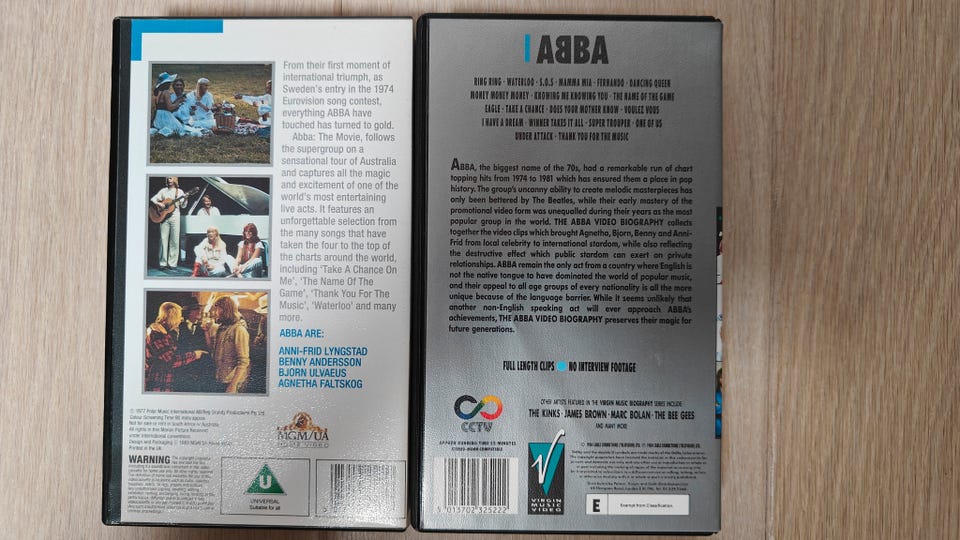 From their first moment of
international triumph, as
Sweden's entry in the 1974
Eurovision song contest,
everything ABBA have
touched has turned to gold.
Abba: The Movie, follows
the supergroup on a
sensational tour of Australia
and captures all the magic
and excitement of one of the
world's most entertaining
live acts. It features an
unforgettable selection from
the many songs that have
taken the four to the top of
the charts around the world,
including 'Take A Chance On
Me', 'The Name Of The
Game', 'Thank You For The
Music', 'Waterloo' and many
more.
ABBA ARE:
ANNI-FRID LYNGSTAD
BENNY ANDERSSON
BJORN ULVAEUS
AGNETHA FALTSKOG
MGM/UA
HOME VIDEO
Printed in the UK
WARNING
U
UNIVERSAL
Suitable for all
ABBA
RING RING · WATERLOO · S.O.S · MAMMA MIA · FERNANDO · DANCING QUEEN
MONEY MONEY MONEY · KNOWING ME KNOWING YOU · THE NAME OF THE GAME
EAGLE · TAKE A CHANCE · DOES YOUR MOTHER KNOW · VOULEZ VOUS
I HAVE A DREAM · WINNER TAKES IT ALL · SUPER TROUPER · ONE OF US
UNDER ATTACK · THANK YOU FOR THE MUSIC
ABBA, the biggest name of the 70s, had a remarkable run of chart
topping hits from 1974 to 1981 which has ensured them a place in pop
history. The group's uncanny ability to create melodic masterpieces has
only been bettered by The Beatles, while their early mastery of the
promotional video form was unequalled during their years as the most
popular group in the world. THE ABBA VIDEO BIOGRAPHY collects
together the video clips which brought Agnetha, Bjorn, Benny and Anni-
Frid from local celebrity to international stardom, while also reflecting
the destructive effect which public stardom can exert on private
relationships. ABBA remain the only act from a country where English is
not the native tongue to have dominated the world of popular music,
and their appeal to all age groups of every nationality is all the more
unique because of the language barrier. While it seems unlikely that
another non-English speaking act will ever approach ABBA's
achievements, THE ABBA VIDEO BIOGRAPHY preserves their magic for
future generations.
FULL LENGTH CLIPS NO INTERVIEW FOOTAGE
OTHER ARTISTS FEATURED IN THE VIRGIN MUSIC BIOGRAPHY SERIES INCLUDE
THE KINKS · JAMES BROWN · MARC BOLAN · THE BEE GEES
AND MANY MORE
CCTV
VIRGIN
MUSIC
VIDEO
5 013702 325222
E
Exempt from Classification